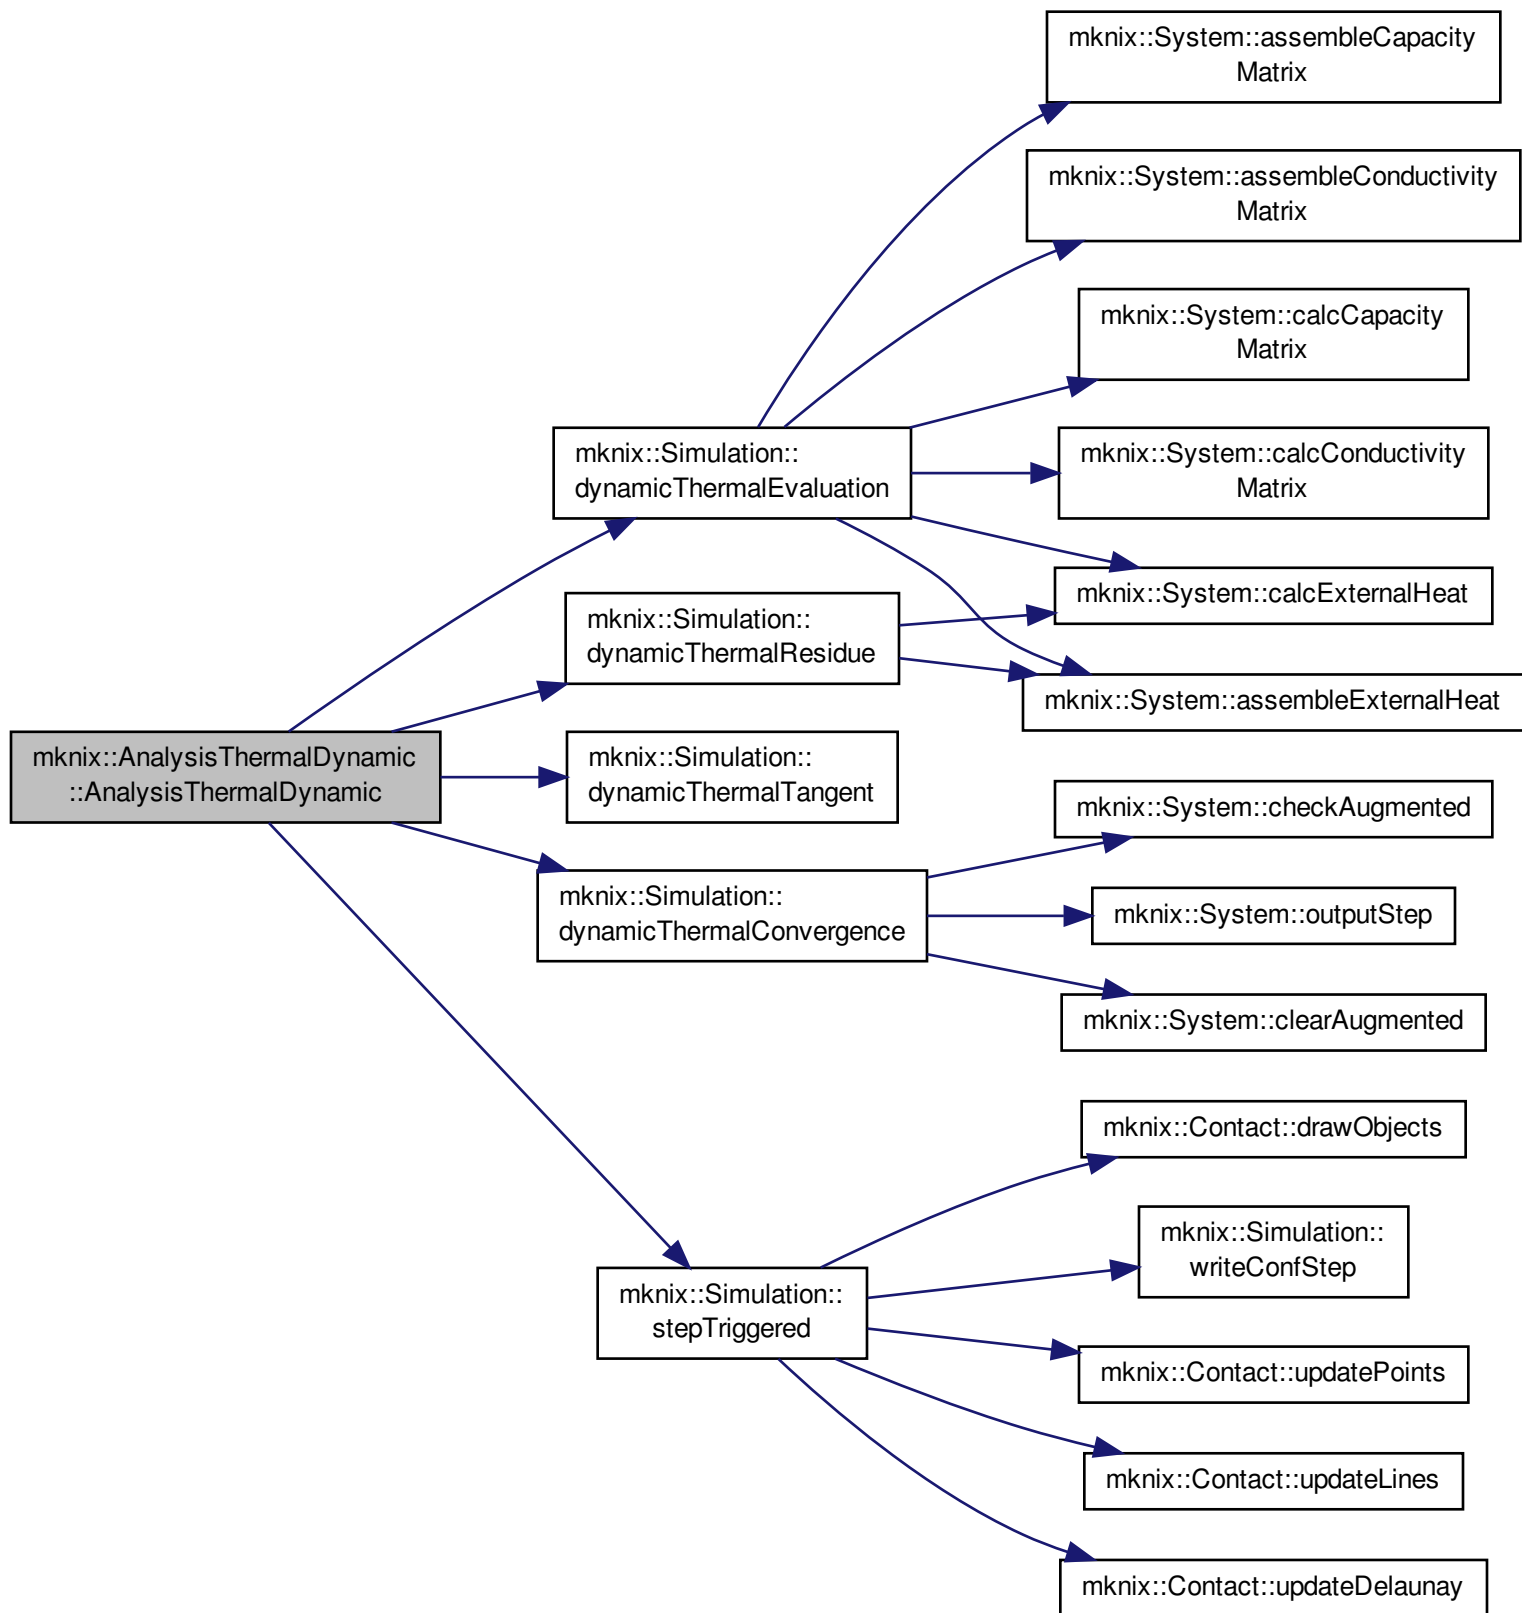 mknix::System::assembleCapacity
Matrix
mknix::System::assembleConductivity
Matrix
mknix::System::calcCapacity
Matrix
mknix::Simulation::
dynamicThermalEvaluation
mknix::System::calcConductivity
Matrix
mknix::System::calcExternalHeat
mknix::Simulation::
dynamicThermalResidue
mknix::System::assembleExternalHeat
mknix::AnalysisThermalDynamic
::AnalysisThermalDynamic
mknix::Simulation::
dynamicThermalTangent
mknix::System::checkAugmented
mknix::Simulation::
dynamicThermalConvergence
mknix::System::outputStep
mknix::System::clearAugmented
mknix::Contact::drawObjects
mknix::Simulation::
writeConfStep
mknix::Simulation::
stepTriggered
mknix::Contact::updatePoints
mknix::Contact::updateLines
mknix::Contact::updateDelaunay